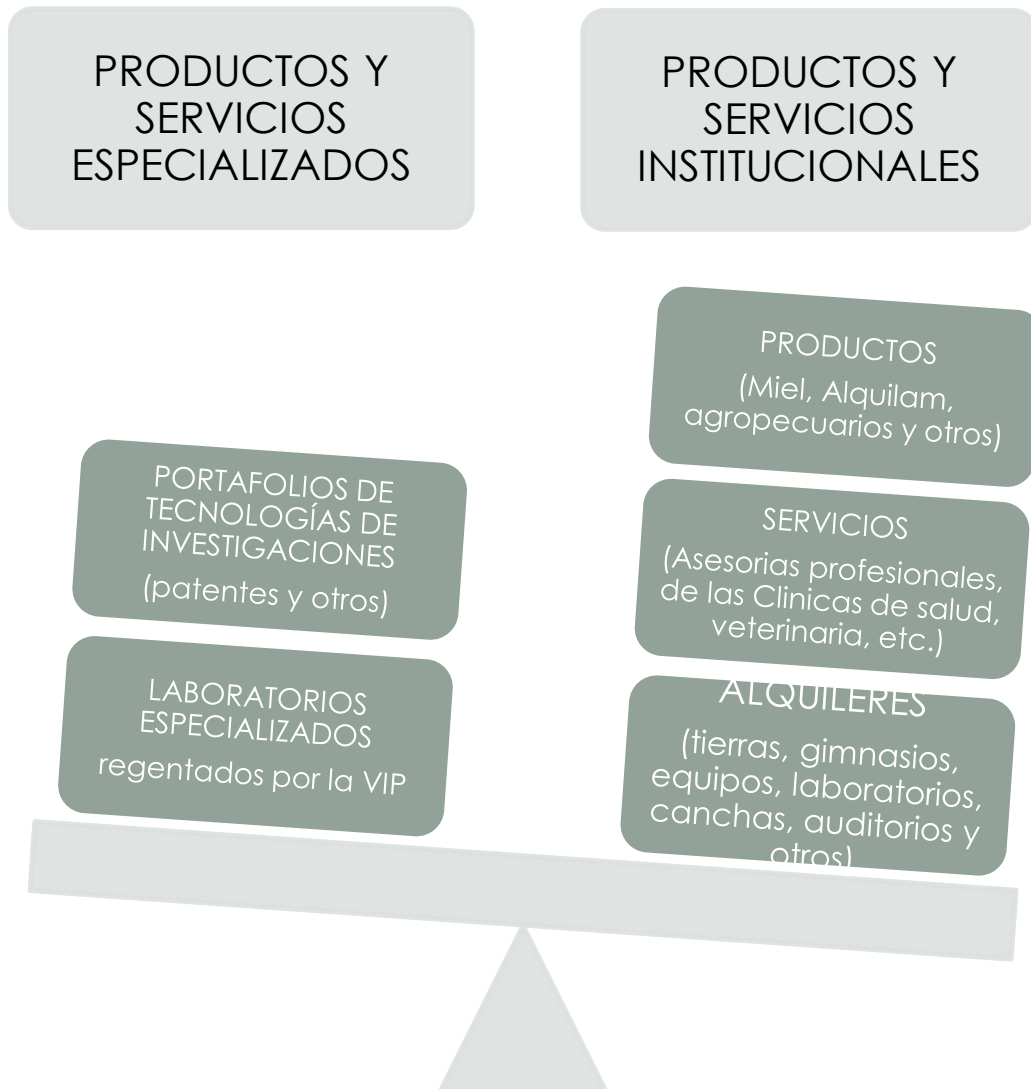 PRODUCTOS Y
SERVICIOS
ESPECIALIZADOS
PRODUCTOS Y
SERVICIOS
INSTITUCIONALES
PORTAFOLIOS DE
TECNOLOGÍAS DE
INVESTIGACIONES
(patentes y otros)
LABORATORIOS
ESPECIALIZADOS
regentados por la VIP
PRODUCTOS
(Miel, Alquilam,
agropecuarios y otros)
SERVICIOS
(Asesorias profesionales,
de las Clinicas de salud,
veterinaria, etc.)
ALQUILERES
(tierras, gimnasios,
equipos, laboratorios,
canchas, auditorios y
otros)